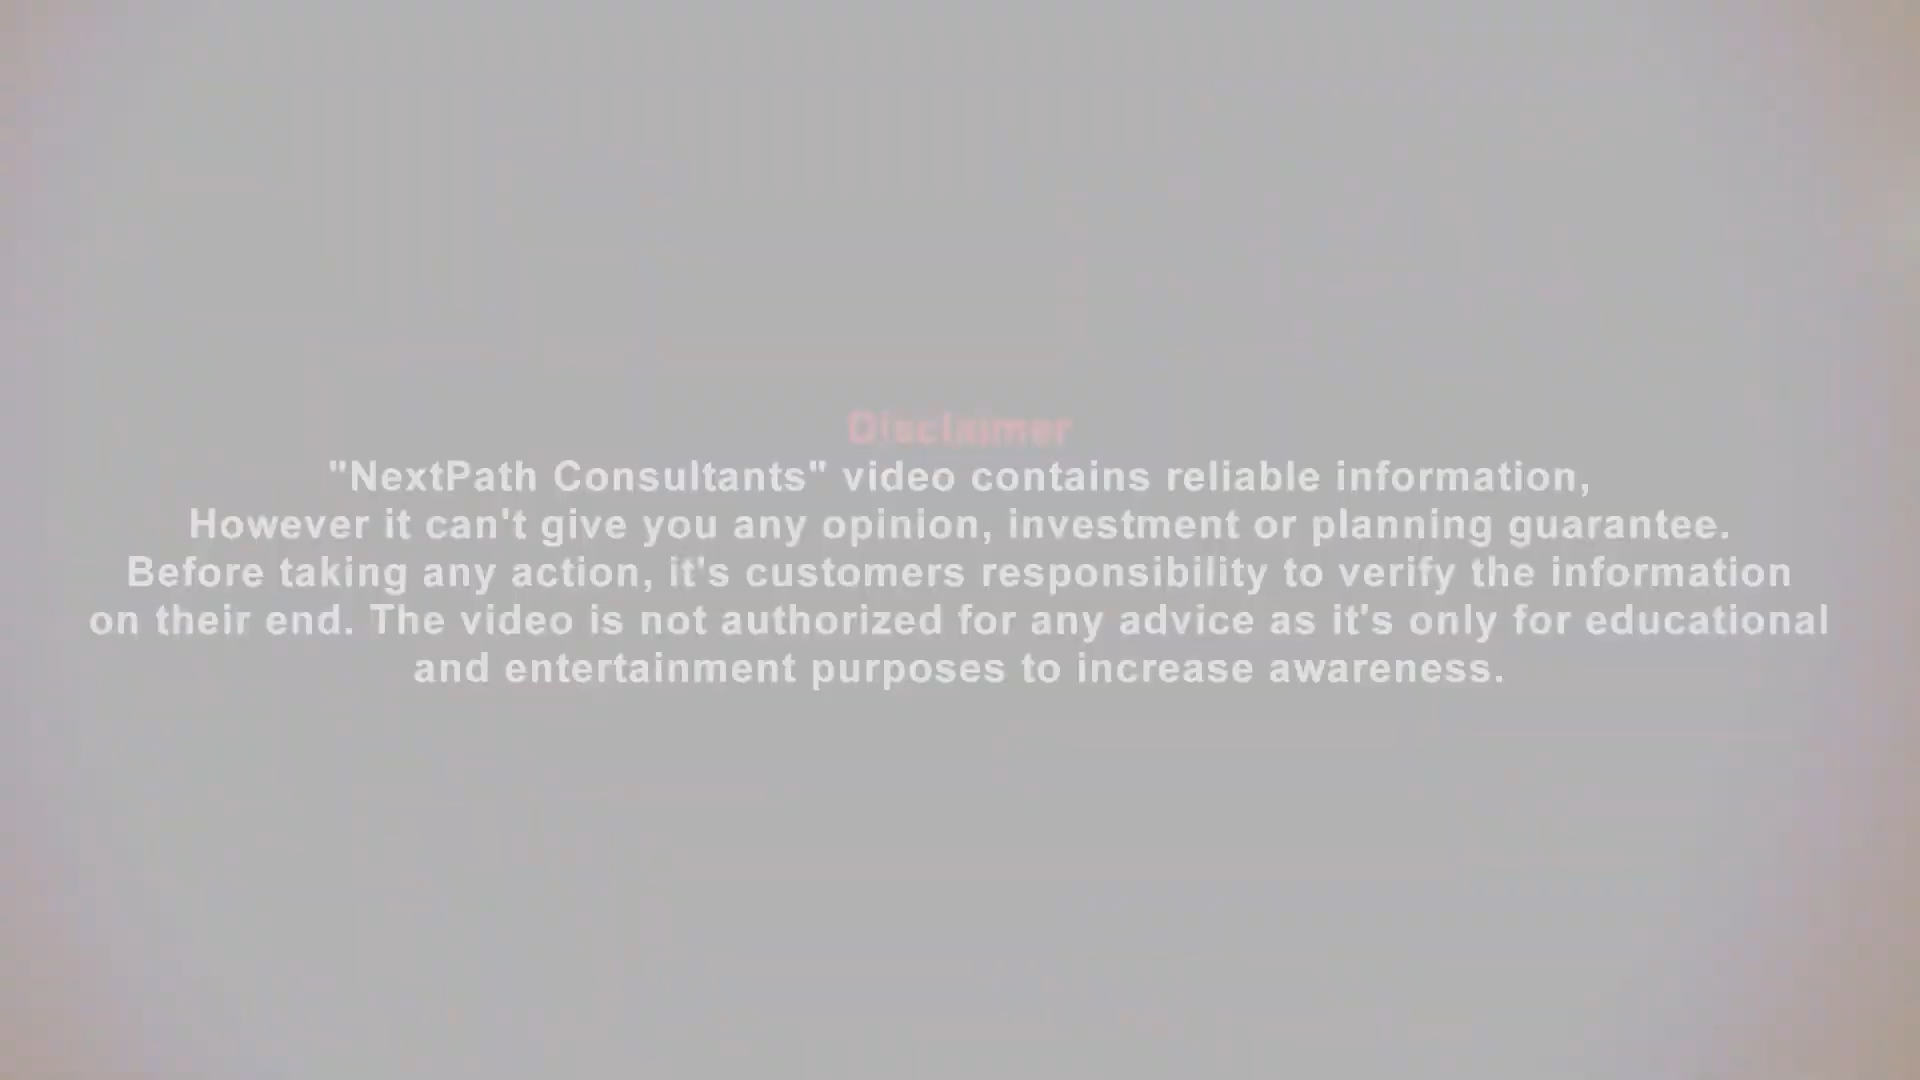 Disclaimer
"NextPath Consultants" video contains reliable information,
However it can't give you any opinion, investment or planning guarantee.
Before taking any action, it's customers responsibility to verify the information
on their end. The video is not authorized for any advice as it's only for educational
and entertainment purposes to increase awareness.